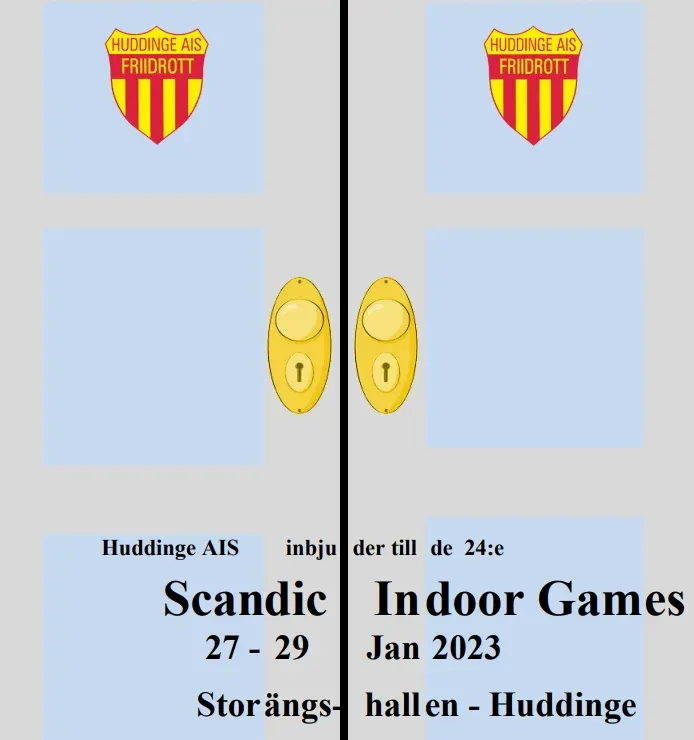 HUDDINGE AIS
FRIIDROTT
HUDDINGE AIS
FRIIDROTT
Huddinge AIS inbjuder till de 24:e
Scandic Indoor Games
27 - 29 Jan 2023
Storängs-hallen - Huddinge